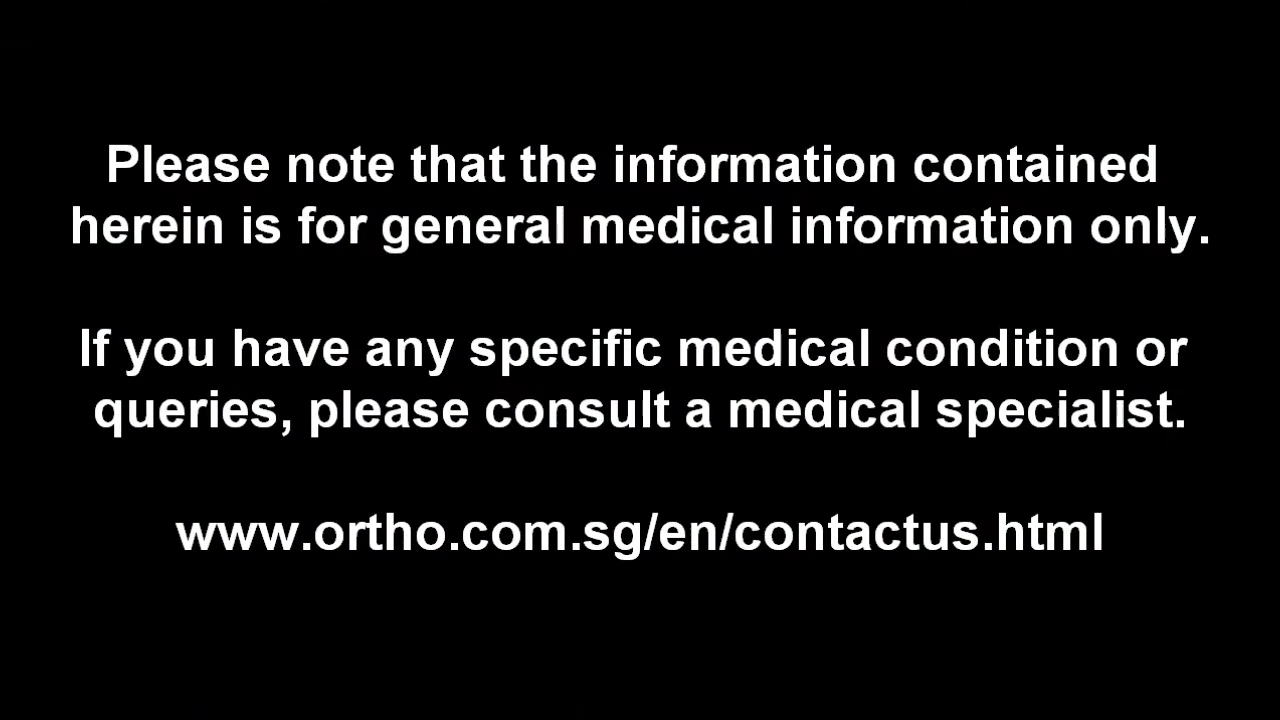 Please note that the information contained
herein is for general medical information only.
If you have any specific medical condition or
queries, please consult a medical specialist.
www.ortho.com.sg/en/contactus.html